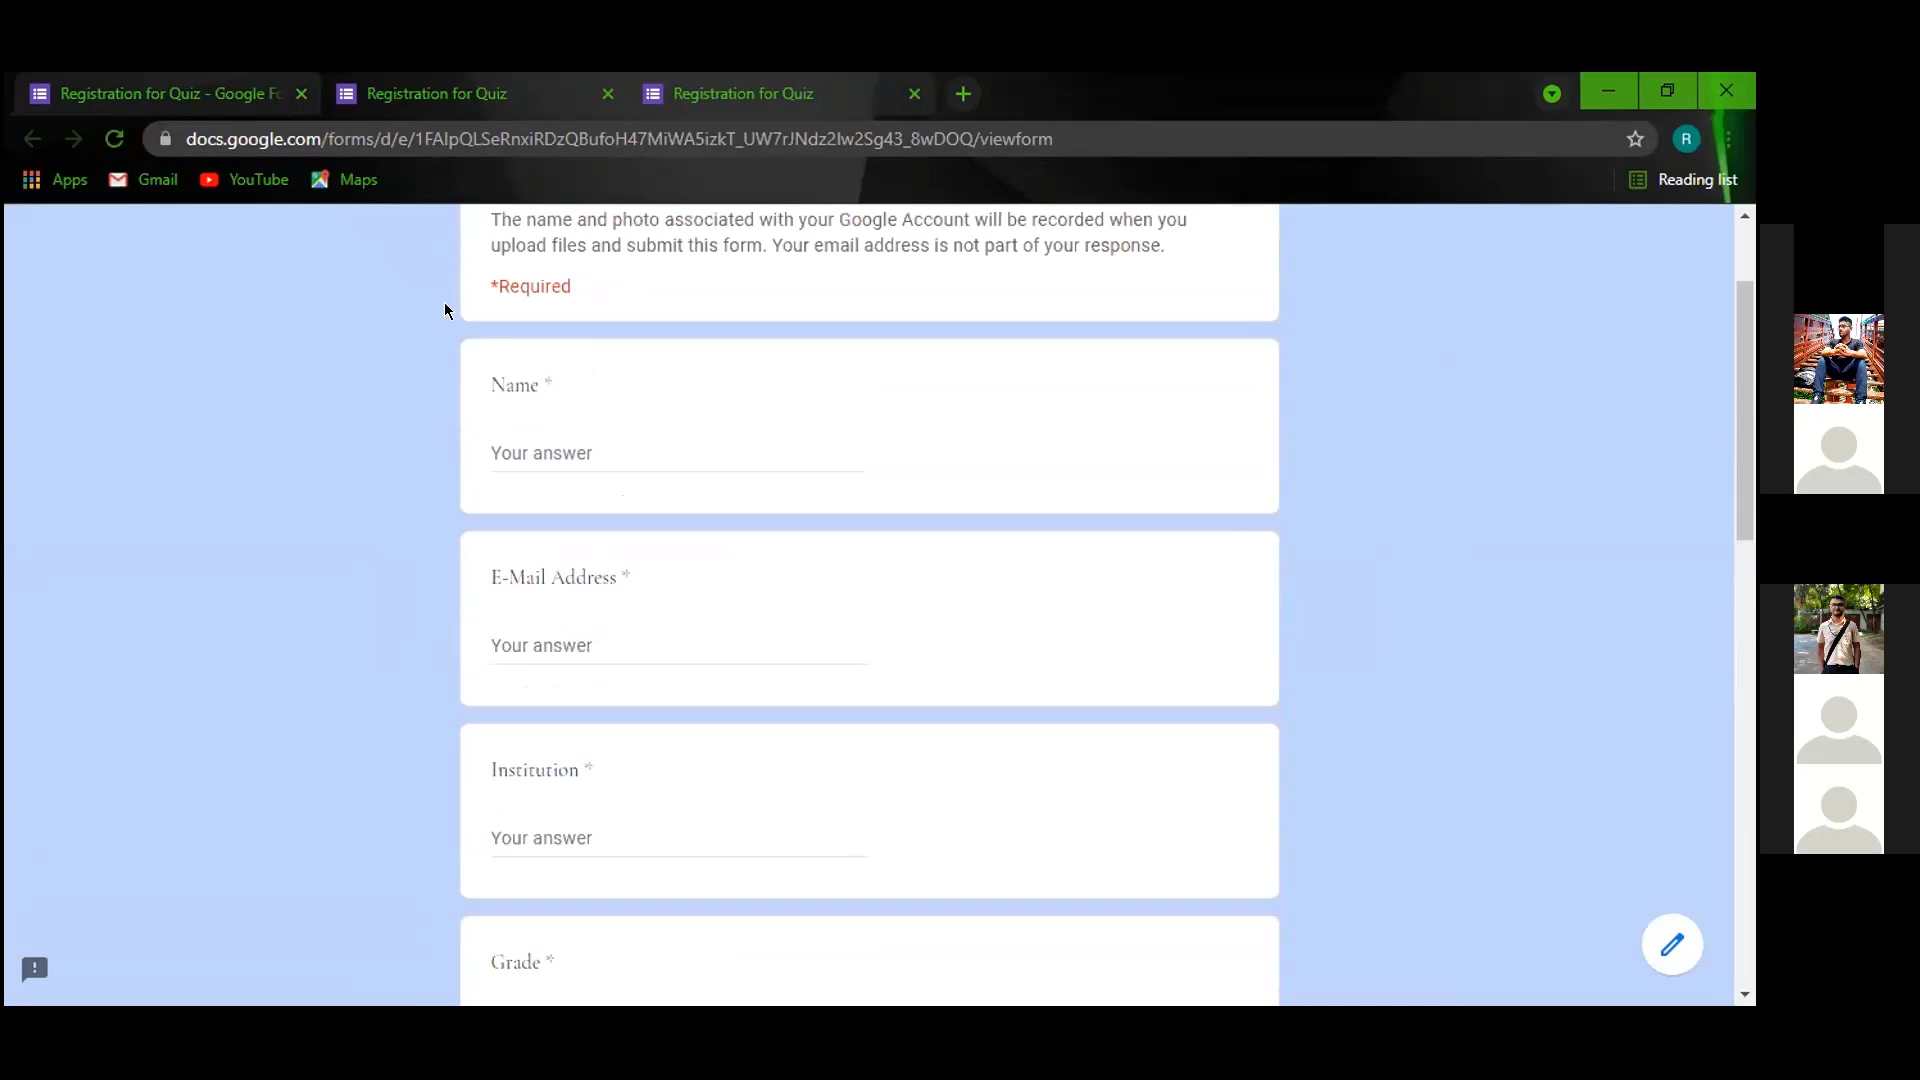 Registration for Quiz - Google Fo
Registration for Quiz
Registration for Quiz
docs.google.com/forms/d/e/1FAIpQLSeRnxiRDzQBufoH47MiWA5izkT_UW7rJNdz2Iw2Sg43_8wDOQ/viewform
R
Apps
Gmail
YouTube
Maps
Reading list
The name and photo associated with your Google Account will be recorded when you
upload files and submit this form. Your email address is not part of your response.
*Required
Name *
Your answer
E-Mail Address *
Your answer
Institution *
Your answer
Grade *